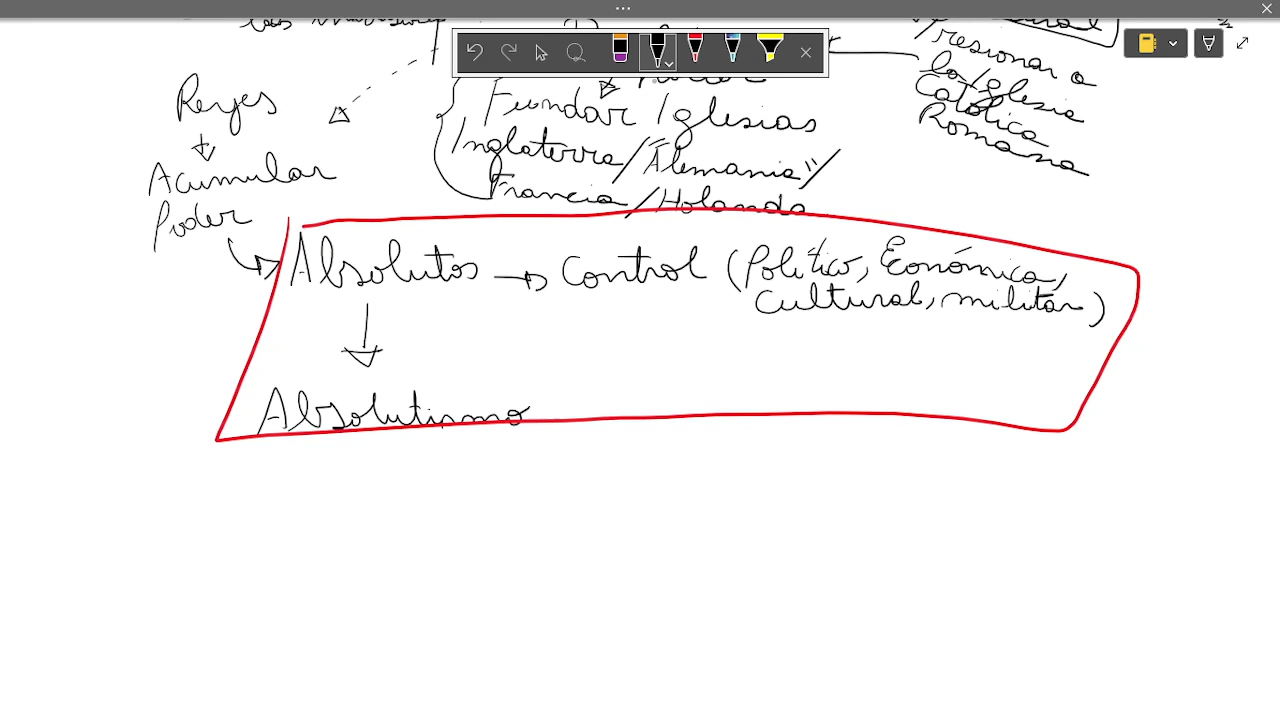 Presionar a
la Iglesia
Católica
Romana
Reyes
Acumular
Poder
Fundar Iglesias
Inglaterra/"Alemania"/
Francia/Holanda
Absolutos → Control (Político, Económica,
Cultural, militar)
Absolutismo